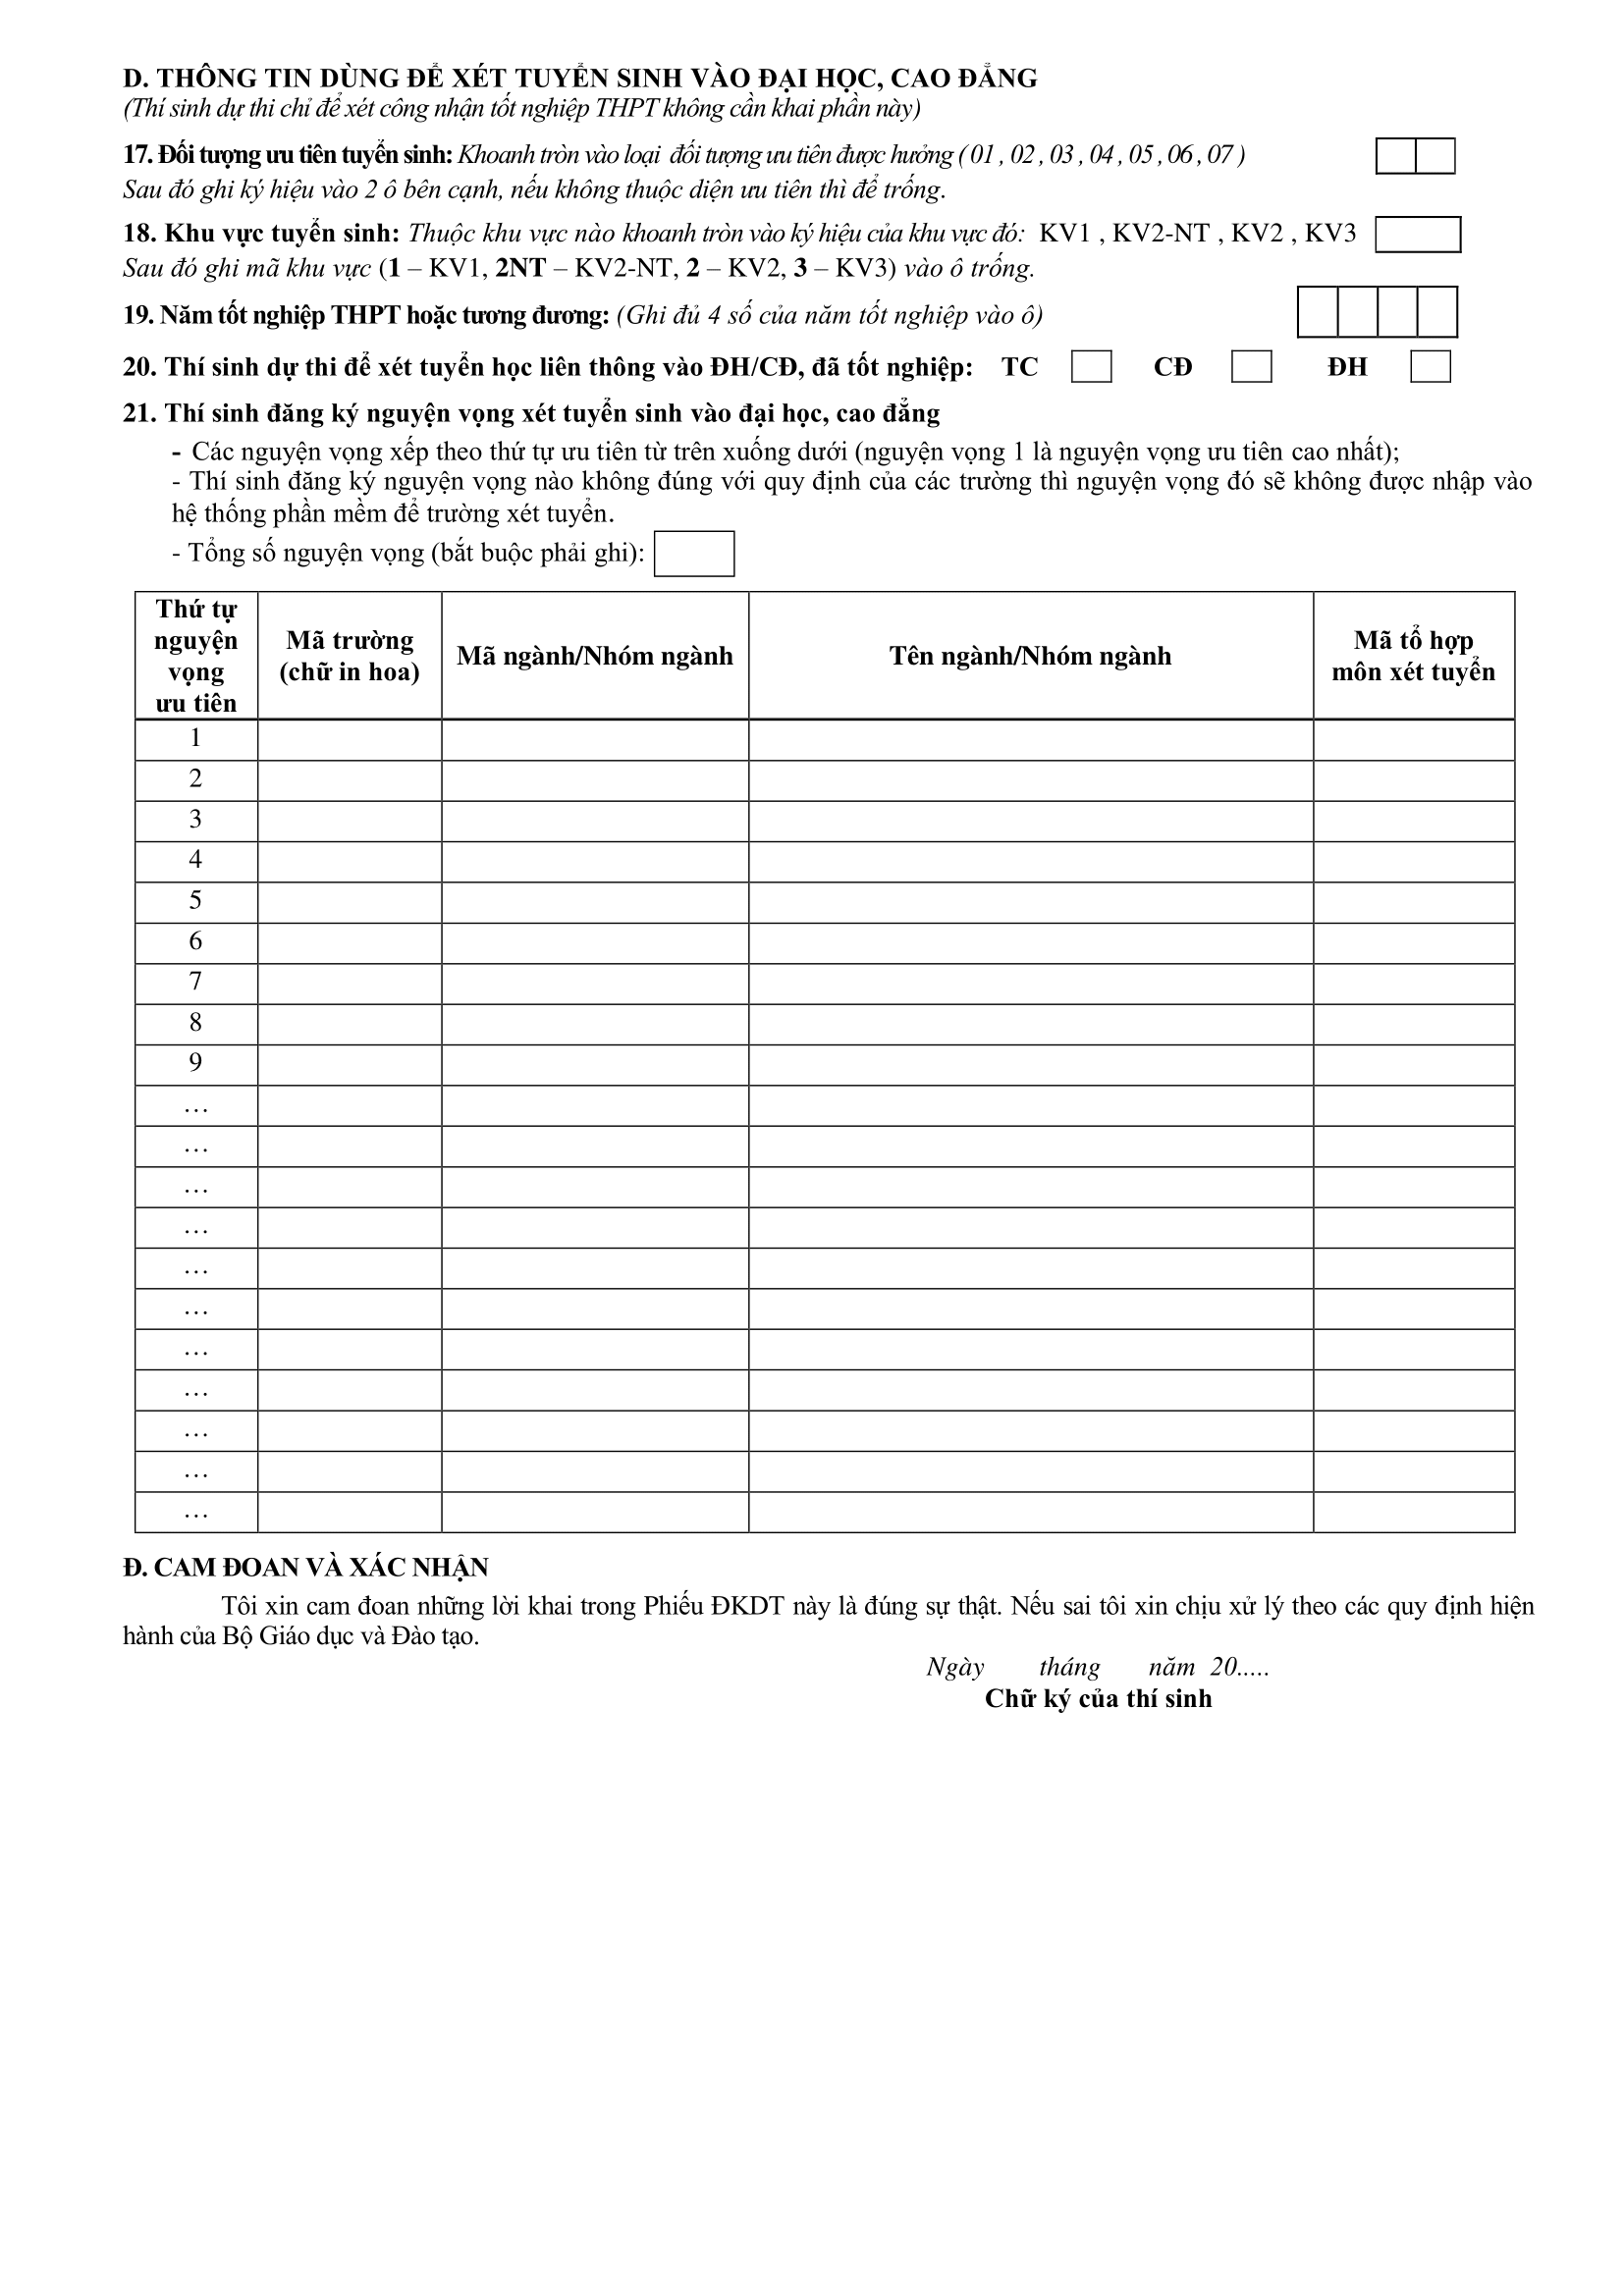 D. THÔNG TIN DÙNG ĐỂ XÉT TUYỂN SINH VÀO ĐẠI HỌC, CAO ĐẲNG
(Thí sinh dự thi chỉ để xét công nhận tốt nghiệp THPT không cần khai phần này)
17. Đối tượng ưu tiên tuyển sinh: Khoanh tròn vào loại đối tượng ưu tiên được hưởng ( 01 , 02 , 03 , 04 , 05 , 06 , 07 )
Sau đó ghi ký hiệu vào 2 ô bên cạnh, nếu không thuộc diện ưu tiên thì để trống.
18. Khu vực tuyển sinh: Thuộc khu vực nào khoanh tròn vào ký hiệu của khu vực đó: KV1 , KV2-NT , KV2 , KV3
Sau đó ghi mã khu vực (1 – KV1, 2NT – KV2-NT, 2 – KV2, 3 – KV3) vào ô trống.
19. Năm tốt nghiệp THPT hoặc tương đương: (Ghi đủ 4 số của năm tốt nghiệp vào ô)
20. Thí sinh dự thi để xét tuyển học liên thông vào ĐH/CĐ, đã tốt nghiệp: TC CĐ ĐH
21. Thí sinh đăng ký nguyện vọng xét tuyển sinh vào đại học, cao đẳng
- Các nguyện vọng xếp theo thứ tự ưu tiên từ trên xuống dưới (nguyện vọng 1 là nguyện vọng ưu tiên cao nhất);
- Thí sinh đăng ký nguyện vọng nào không đúng với quy định của các trường thì nguyện vọng đó sẽ không được nhập vào
hệ thống phần mềm để trường xét tuyển.
- Tổng số nguyện vọng (bắt buộc phải ghi):
Thứ tự
nguyện
vọng
ưu tiên
Mã trường
(chữ in hoa)
Mã ngành/Nhóm ngành
Tên ngành/Nhóm ngành
Mã tổ hợp
môn xét tuyển
1
2
3
4
5
6
7
8
9
…
…
…
…
…
…
…
…
…
…
…
Đ. CAM ĐOAN VÀ XÁC NHẬN
Tôi xin cam đoan những lời khai trong Phiếu ĐKDT này là đúng sự thật. Nếu sai tôi xin chịu xử lý theo các quy định hiện
hành của Bộ Giáo dục và Đào tạo.
Ngày tháng năm 20.....
Chữ ký của thí sinh